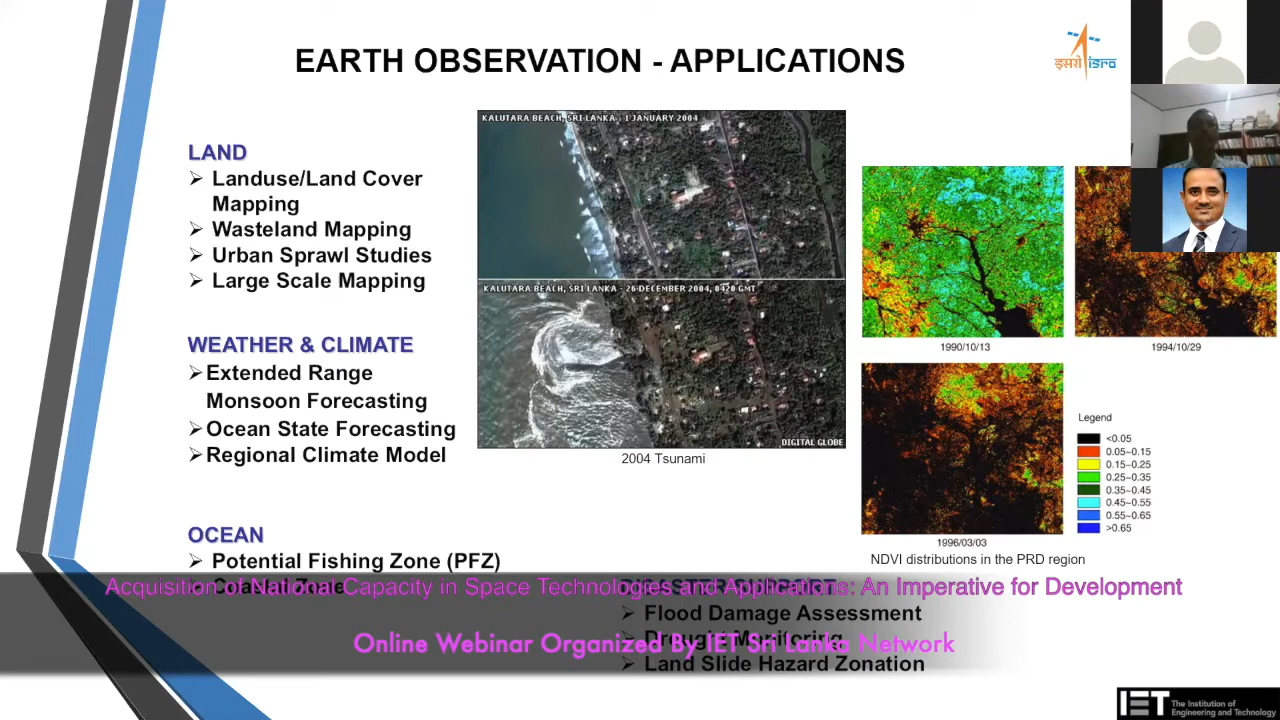 EARTH OBSERVATION - APPLICATIONS
इसरो isro
LAND
➢ Landuse/Land Cover
Mapping
➢ Wasteland Mapping
➢ Urban Sprawl Studies
➢ Large Scale Mapping
WEATHER & CLIMATE
➢Extended Range
Monsoon Forecasting
➢Ocean State Forecasting
➢Regional Climate Model
OCEAN
➢ Potential Fishing Zone (PFZ)
➢ Coastal Zone
KALUTARA BEACH, SRI LANKA - 1 JANUARY 2004
KALUTARA BEACH, SRI LANKA - 26 DECEMBER 2004, 0420 GMT
DIGITAL GLOBE
2004 Tsunami
1990/10/13
1994/10/29
1996/03/03
Legend
<0.05
0.05~0.15
0.15~0.25
0.25~0.35
0.35~0.45
0.45~0.55
0.55~0.65
>0.65
NDVI distributions in the PRD region
DISASTER SUPPORT
➢ Flood Damage Assessment
➢ Drought Monitoring
➢ Land Slide Hazard Zonation
Acquisition of National Capacity in Space Technologies and Applications: An Imperative for Development
Online Webinar Organized By IET Sri Lanka Network
IET The Institution of
Engineering and Technology